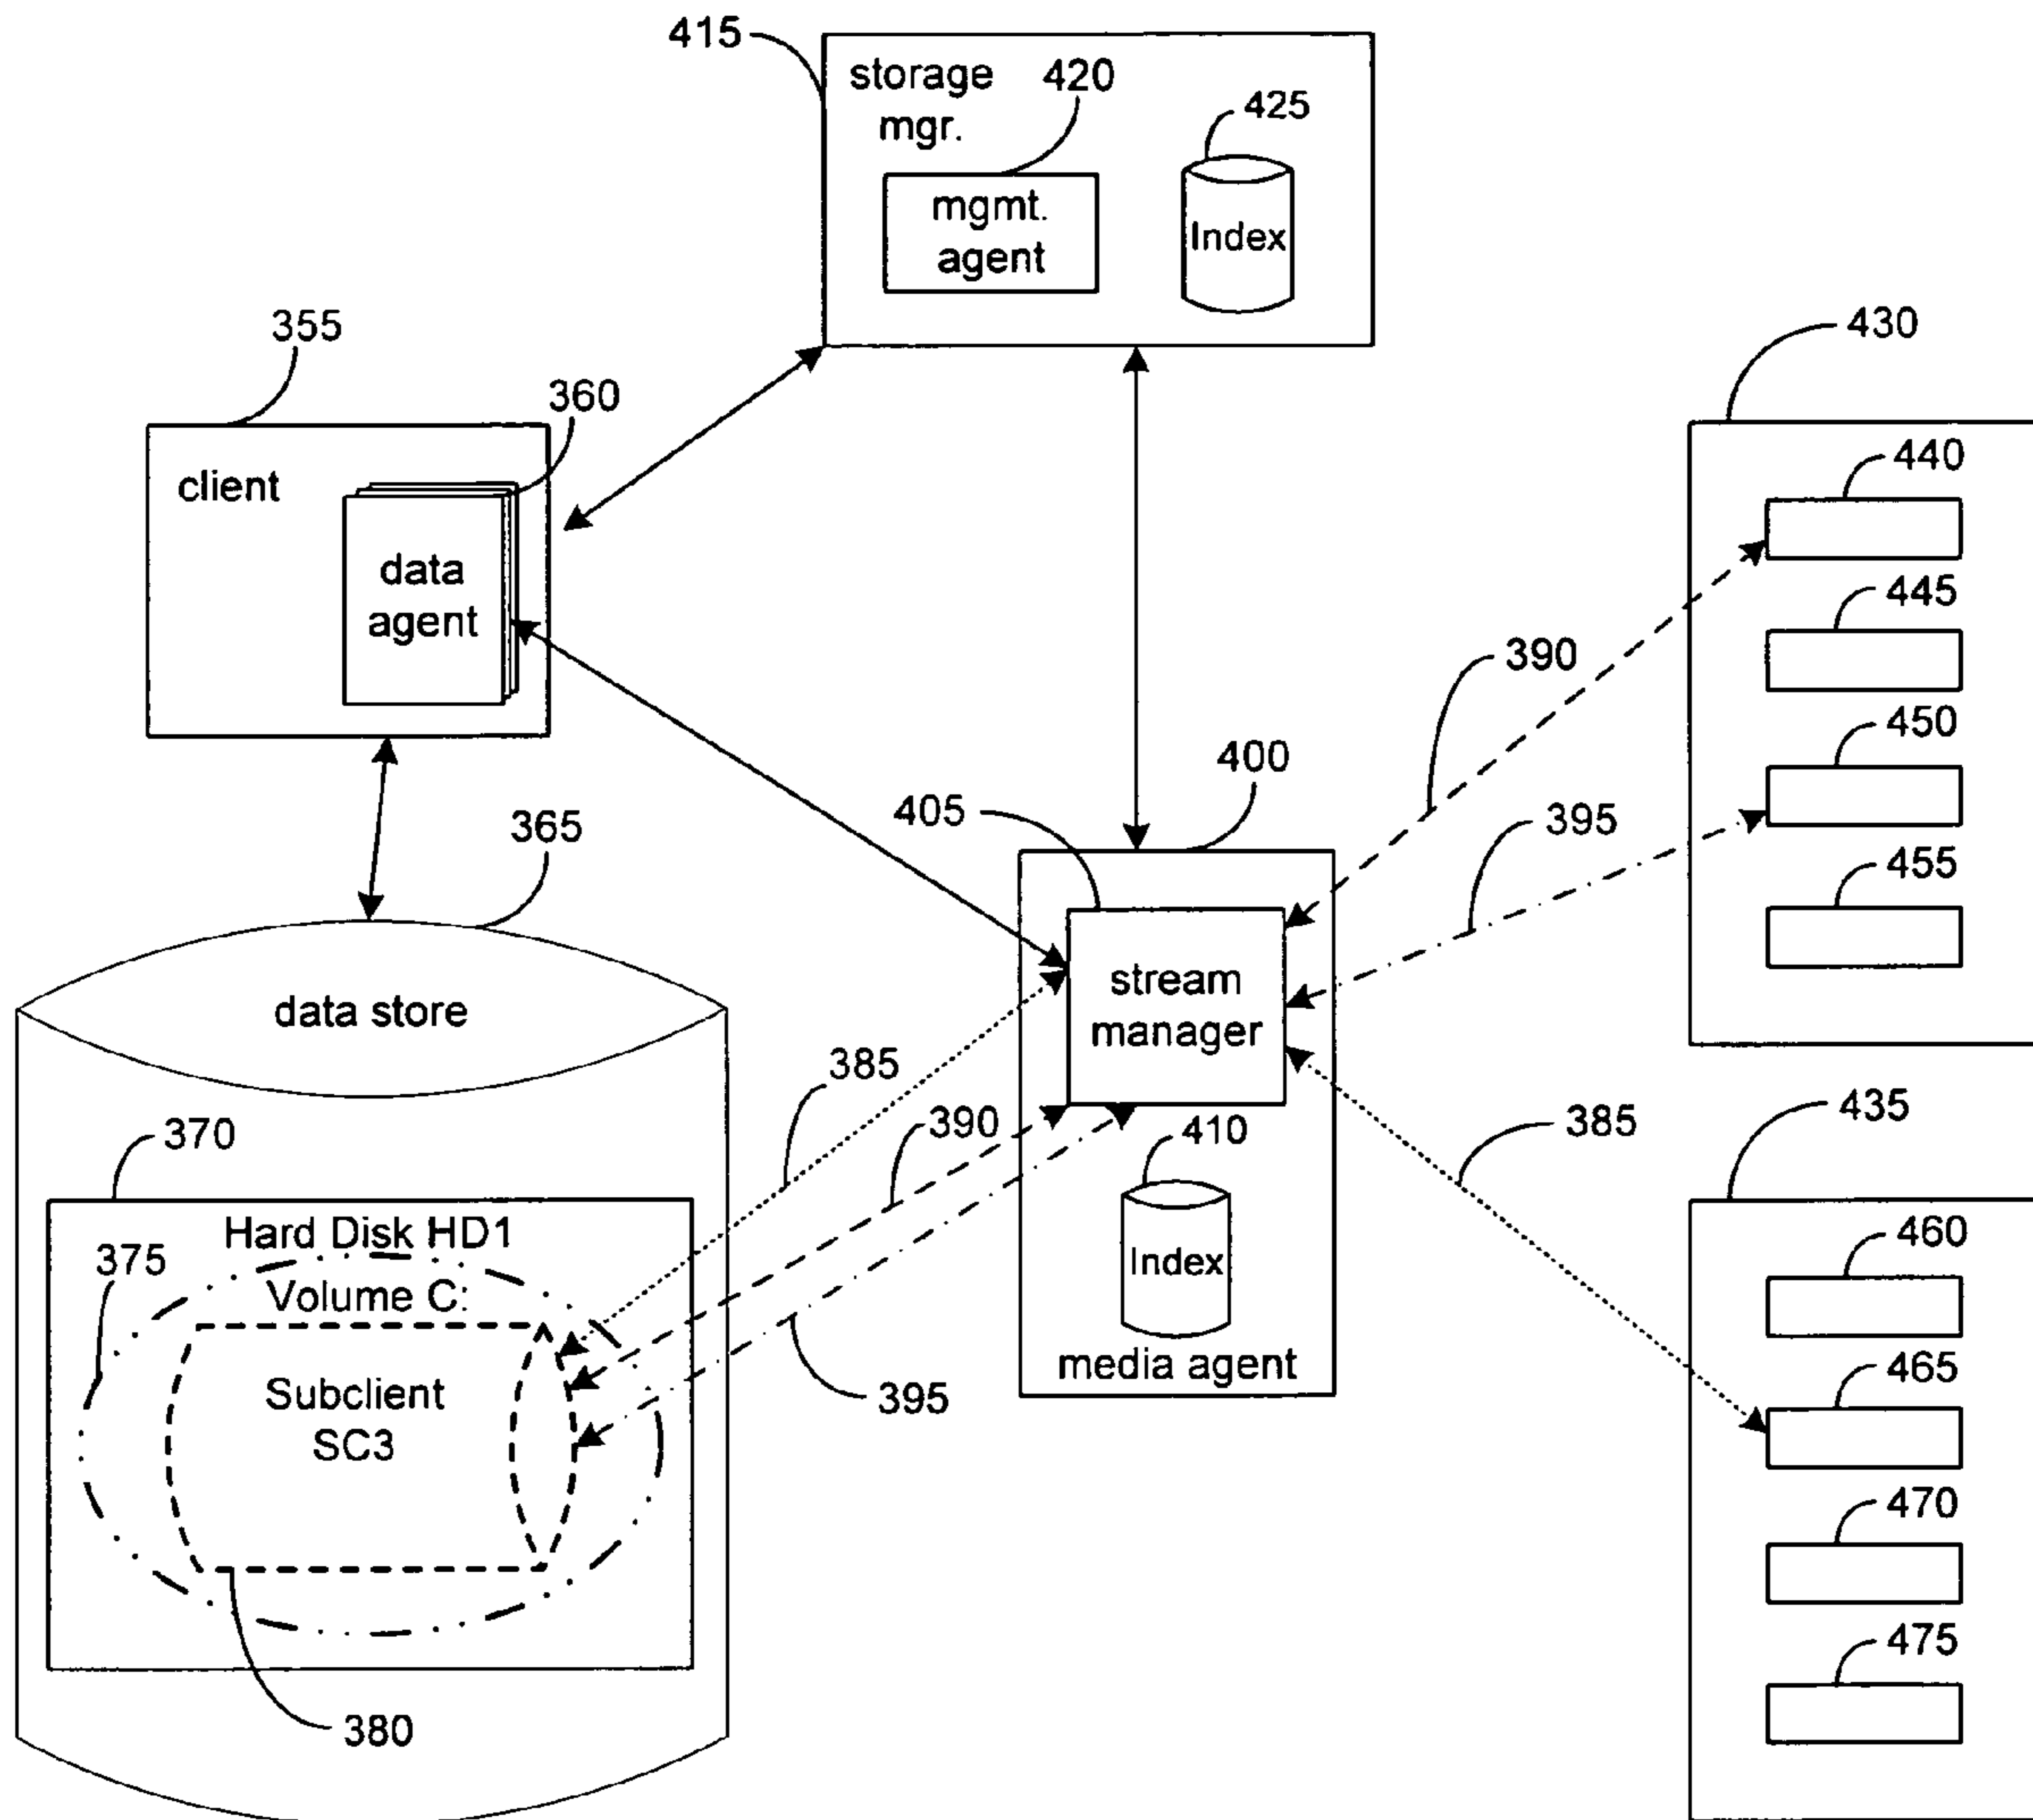 415
storage
mgr.
420
425
mgmt.
agent
Index
355
360
client
data
agent
430
440
445
450
455
390
395
400
405
365
data store
stream
manager
385
390
395
385
410
Index
media agent
370
Hard Disk HD1
375
Volume C:
Subclient
SC3
380
435
460
465
470
475